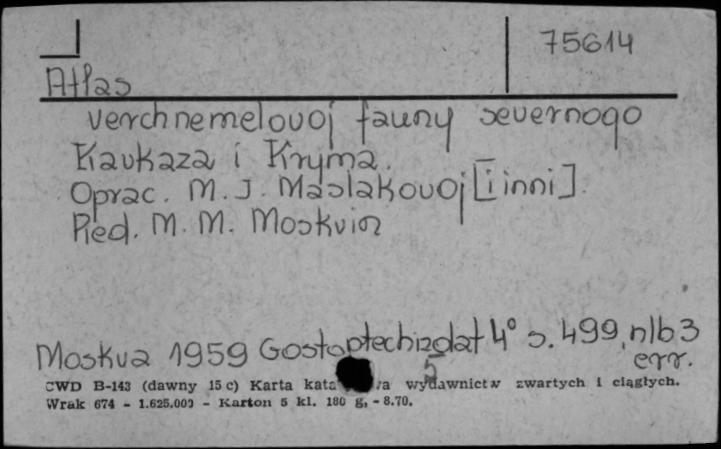 75614
Atlas
verchnemelovoj fauny severnogo
Kavkaza i Kryma.
Oprac. M. J. Maslakovoj [i inni].
Red. M. M. Moskvin
Moskva 1959 Gostoptechizdat 4° s. 499, nlb 3
err.
5
CWD B-143 (dawny 15 c) Karta wydawnictw zwartych i ciągłych.
Wrak 674 - 1.625.000 - Karton 5 kl. 180 g, - 8.70.